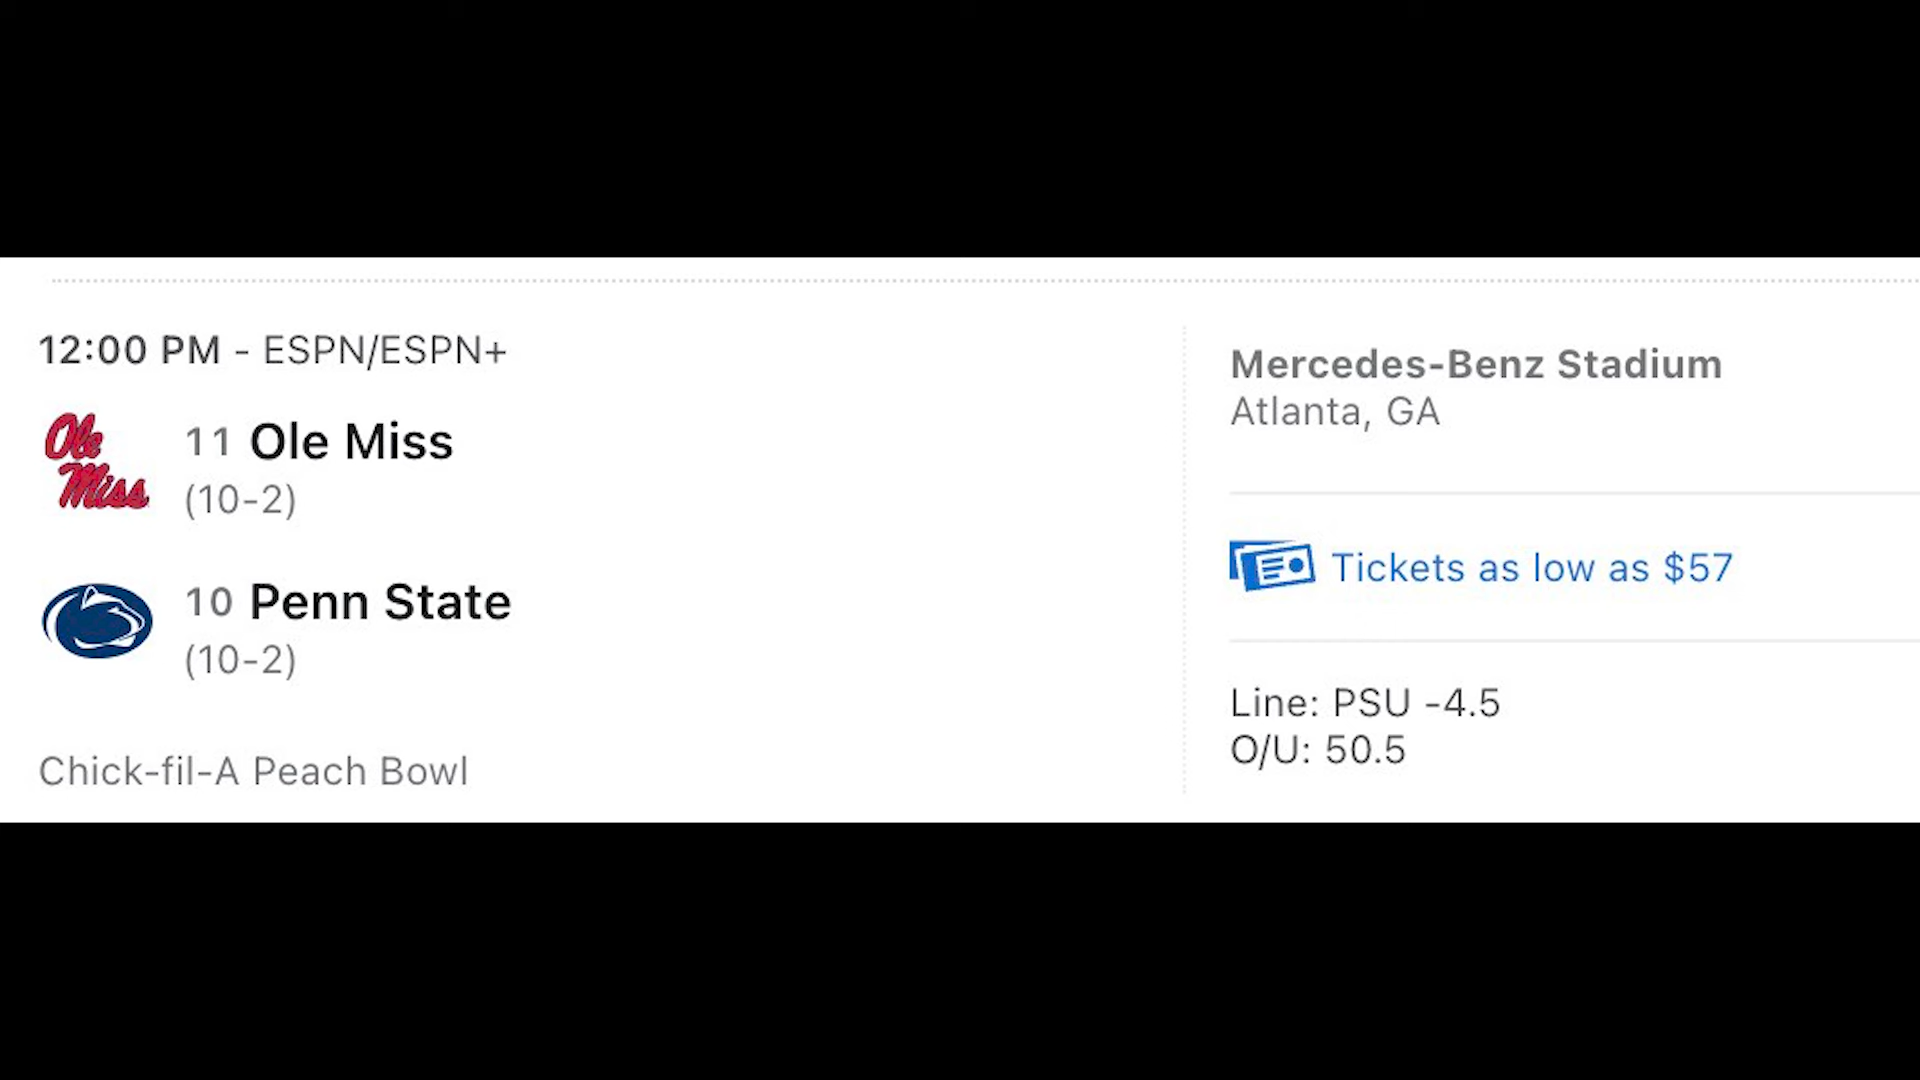 12:00 PM - ESPN/ESPN+
Ole
Miss
11 Ole Miss
(10-2)
10 Penn State
(10-2)
Chick-fil-A Peach Bowl
Mercedes-Benz Stadium
Atlanta, GA
Tickets as low as $57
Line: PSU -4.5
O/U: 50.5